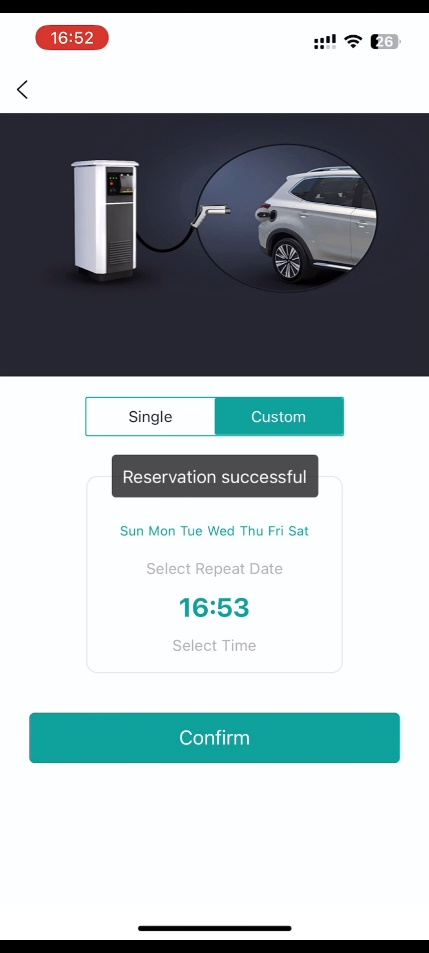 16:52
26
Single
Custom
Reservation successful
Sun Mon Tue Wed Thu Fri Sat
Select Repeat Date
16:53
Select Time
Confirm